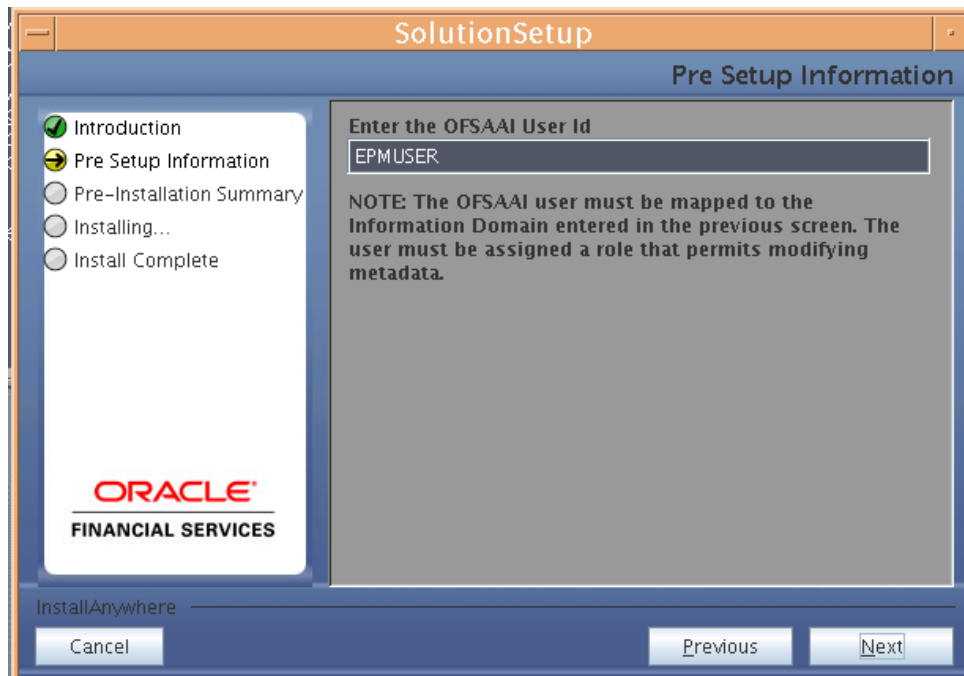 SolutionSetup
Pre Setup Information
Introduction
Pre Setup Information
Pre-Installation Summary
Installing...
Install Complete
ORACLE
FINANCIAL SERVICES
Enter the OFSAAI User Id
EPMUSER
NOTE: The OFSAAI user must be mapped to the
Information Domain entered in the previous screen. The
user must be assigned a role that permits modifying
metadata.
InstallAnywhere
Cancel
Previous
Next